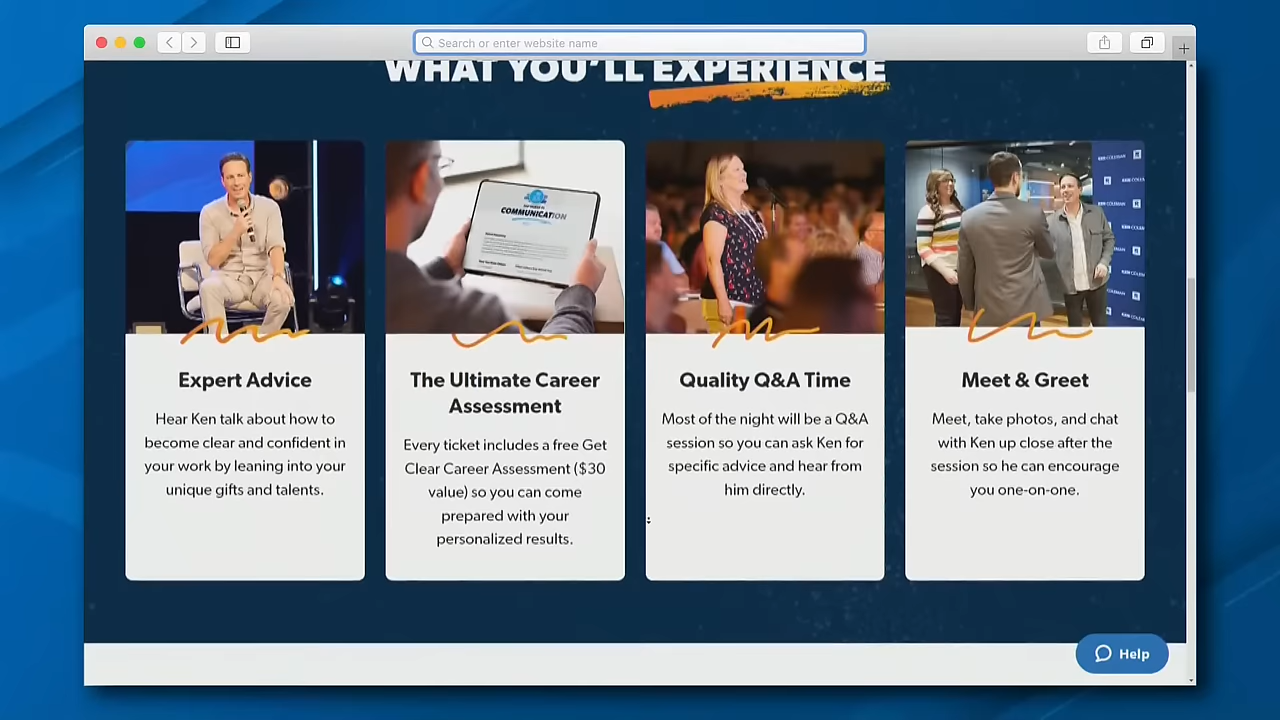 Search or enter website name
WHAT YOU'LL EXPERIENCE
COMMUNICATION
KEN COLEMAN
Expert Advice
Hear Ken talk about how to
become clear and confident in
your work by leaning into your
unique gifts and talents.
The Ultimate Career
Assessment
Every ticket includes a free Get
Clear Career Assessment ($30
value) so you can come
prepared with your
personalized results.
Quality Q&A Time
Most of the night will be a Q&A
session so you can ask Ken for
specific advice and hear from
him directly.
Meet & Greet
Meet, take photos, and chat
with Ken up close after the
session so he can encourage
you one-on-one.
Help